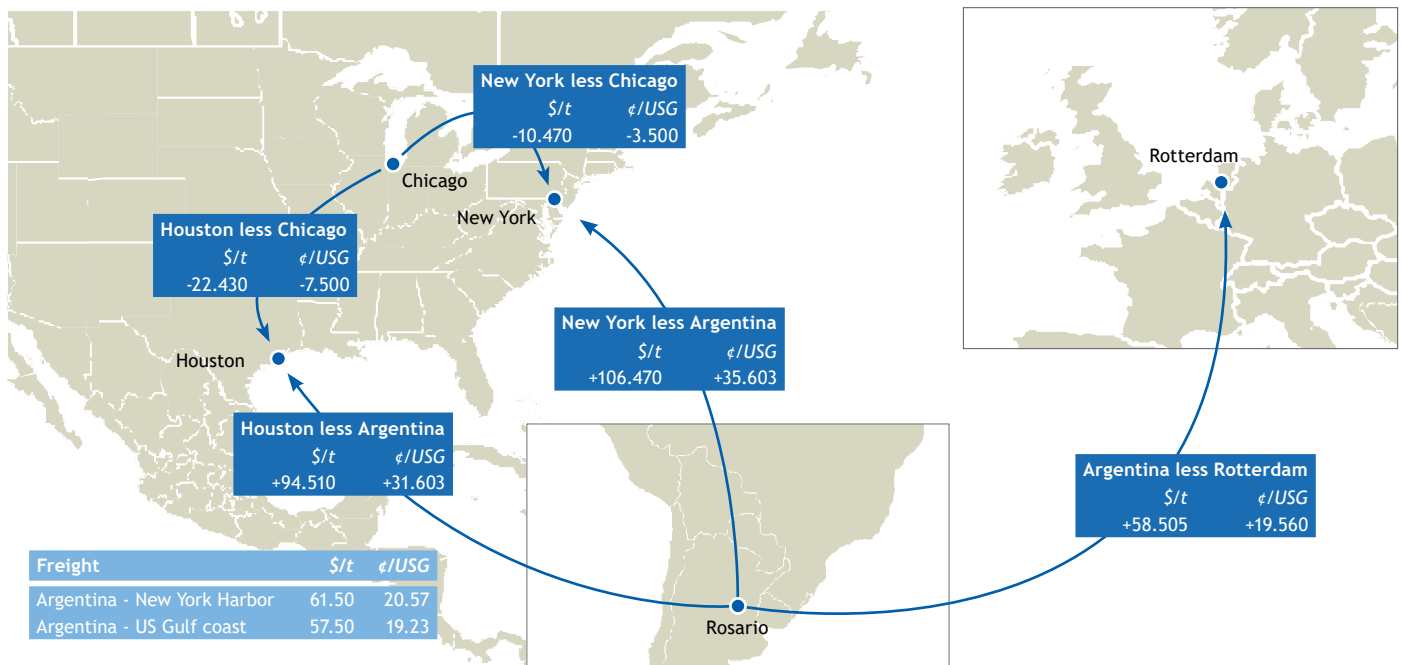 New York less Chicago
$/t ¢/USG
-10.470 -3.500
Rotterdam
Chicago
New York
Houston less Chicago
$/t ¢/USG
-22.430 -7.500
New York less Argentina
$/t ¢/USG
+106.470 +35.603
Houston
Houston less Argentina
$/t ¢/USG
+94.510 +31.603
Argentina less Rotterdam
$/t ¢/USG
+58.505 +19.560
Freight $/t ¢/USG
Argentina - New York Harbor 61.50 20.57
Argentina - US Gulf coast 57.50 19.23
Rosario